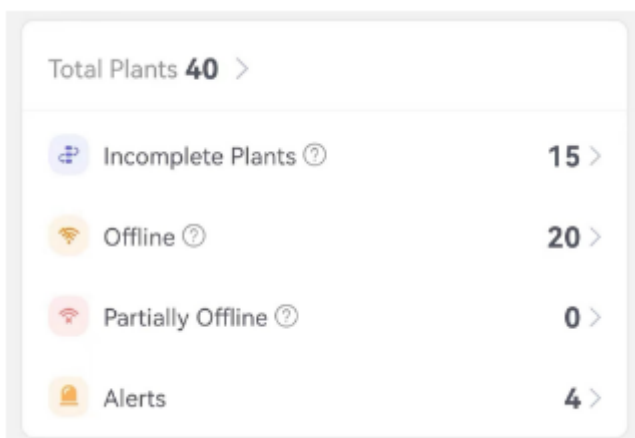 Total Plants 40 >
Incomplete Plants ? 15 >
Offline ? 20 >
Partially Offline ? 0 >
Alerts 4 >